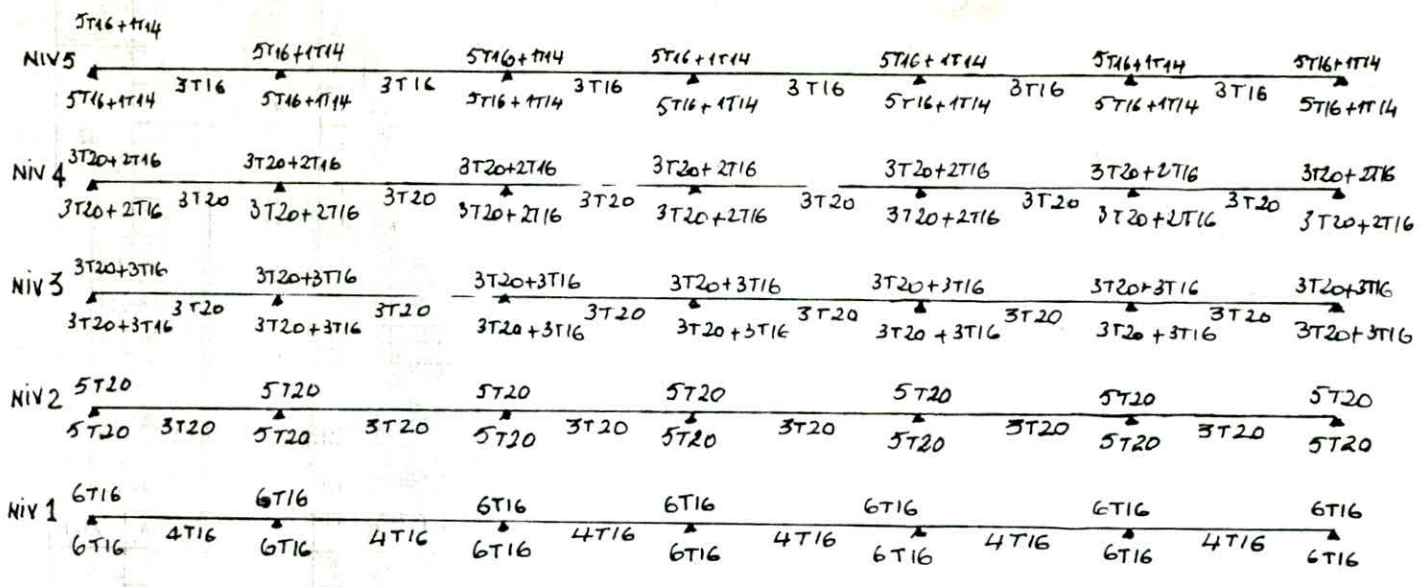 5T16+1T14 5T16+1T14 5T16+1T14 5T16+1T14 5T16+1T14 5T16+1T14 5T16+1T14
NIV5 3T16 3T16 3T16 3T16 3T16 3T16
5T16+1T14 5T16+1T14 5T16+1T14 5T16+1T14 5T16+1T14 5T16+1T14 5T16+1T14
3T20+2T16 3T20+2T16 3T20+2T16 3T20+2T16 3T20+2T16 3T20+2T16 3T20+2T16
NiV 4 3T20 3T20 3T20 3T20 3T20 3T20
3T20+2T16 3T20+2T16 3T20+2T16 3T20+2T16 3T20+2T16 3T20+2T16 3T20+2T16
3T20+3T16 3T20+3T16 3T20+3T16 3T20+3T16 3T20+3T16 3T20+3T16 3T20+3T16
NiV 3 3T20 3T20 3T20 3T20 3T20 3T20
3T20+3T16 3T20+3T16 3T20+3T16 3T20+3T16 3T20+3T16 3T20+3T16 3T20+3T16
5T20 5T20 5T20 5T20 5T20 5T20 5T20
NiV 2 3T20 3T20 3T20 3T20 3T20 3T20
5T20 5T20 5T20 5T20 5T20 5T20 5T20
6T16 6T16 6T16 6T16 6T16 6T16 6T16
NiV 1 4T16 4T16 4T16 4T16 4T16 4T16
6T16 6T16 6T16 6T16 6T16 6T16 6T16